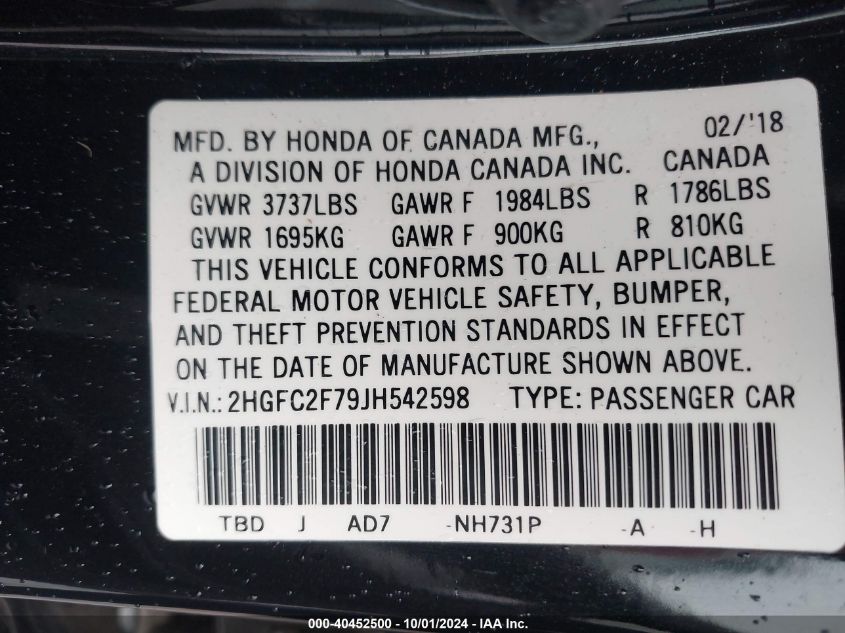 MFD. BY HONDA OF CANADA MFG., 02/'18
A DIVISION OF HONDA CANADA INC. CANADA
GVWR 3737LBS GAWR F 1984LBS R 1786LBS
GVWR 1695KG GAWR F 900KG R 810KG
THIS VEHICLE CONFORMS TO ALL APPLICABLE
FEDERAL MOTOR VEHICLE SAFETY, BUMPER,
AND THEFT PREVENTION STANDARDS IN EFFECT
ON THE DATE OF MANUFACTURE SHOWN ABOVE.
V.I.N.: 2HGFC2F79JH542598 TYPE: PASSENGER CAR
TBD J AD7 -NH731P -A -H
000-40452500 - 10/01/2024 - IAA Inc.